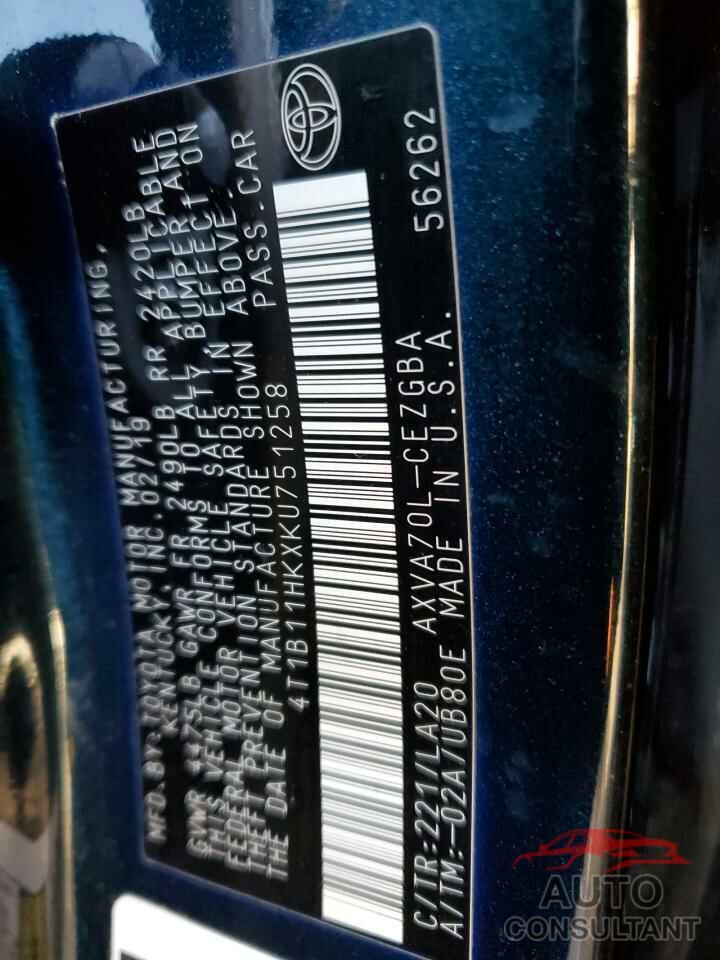 MFD. BY: TOYOTA MOTOR MANUFACTURING,
KENTUCKY, INC. 02/19
GVWR 4475LB GAWR FR 2490LB RR 2420LB
THIS VEHICLE CONFORMS TO ALL APPLICABLE
FEDERAL MOTOR VEHICLE SAFETY, BUMPER, AND
THEFT PREVENTION STANDARDS IN EFFECT ON
THE DATE OF MANUFACTURE SHOWN ABOVE.
4T1B11HKXKU751258 PASS. CAR
C/TR:221/LA20 AXVA70L-CEZGBA 56262
A/TM:-02A/UB80E MADE IN U.S.A.
AUTO
CONSULTANT